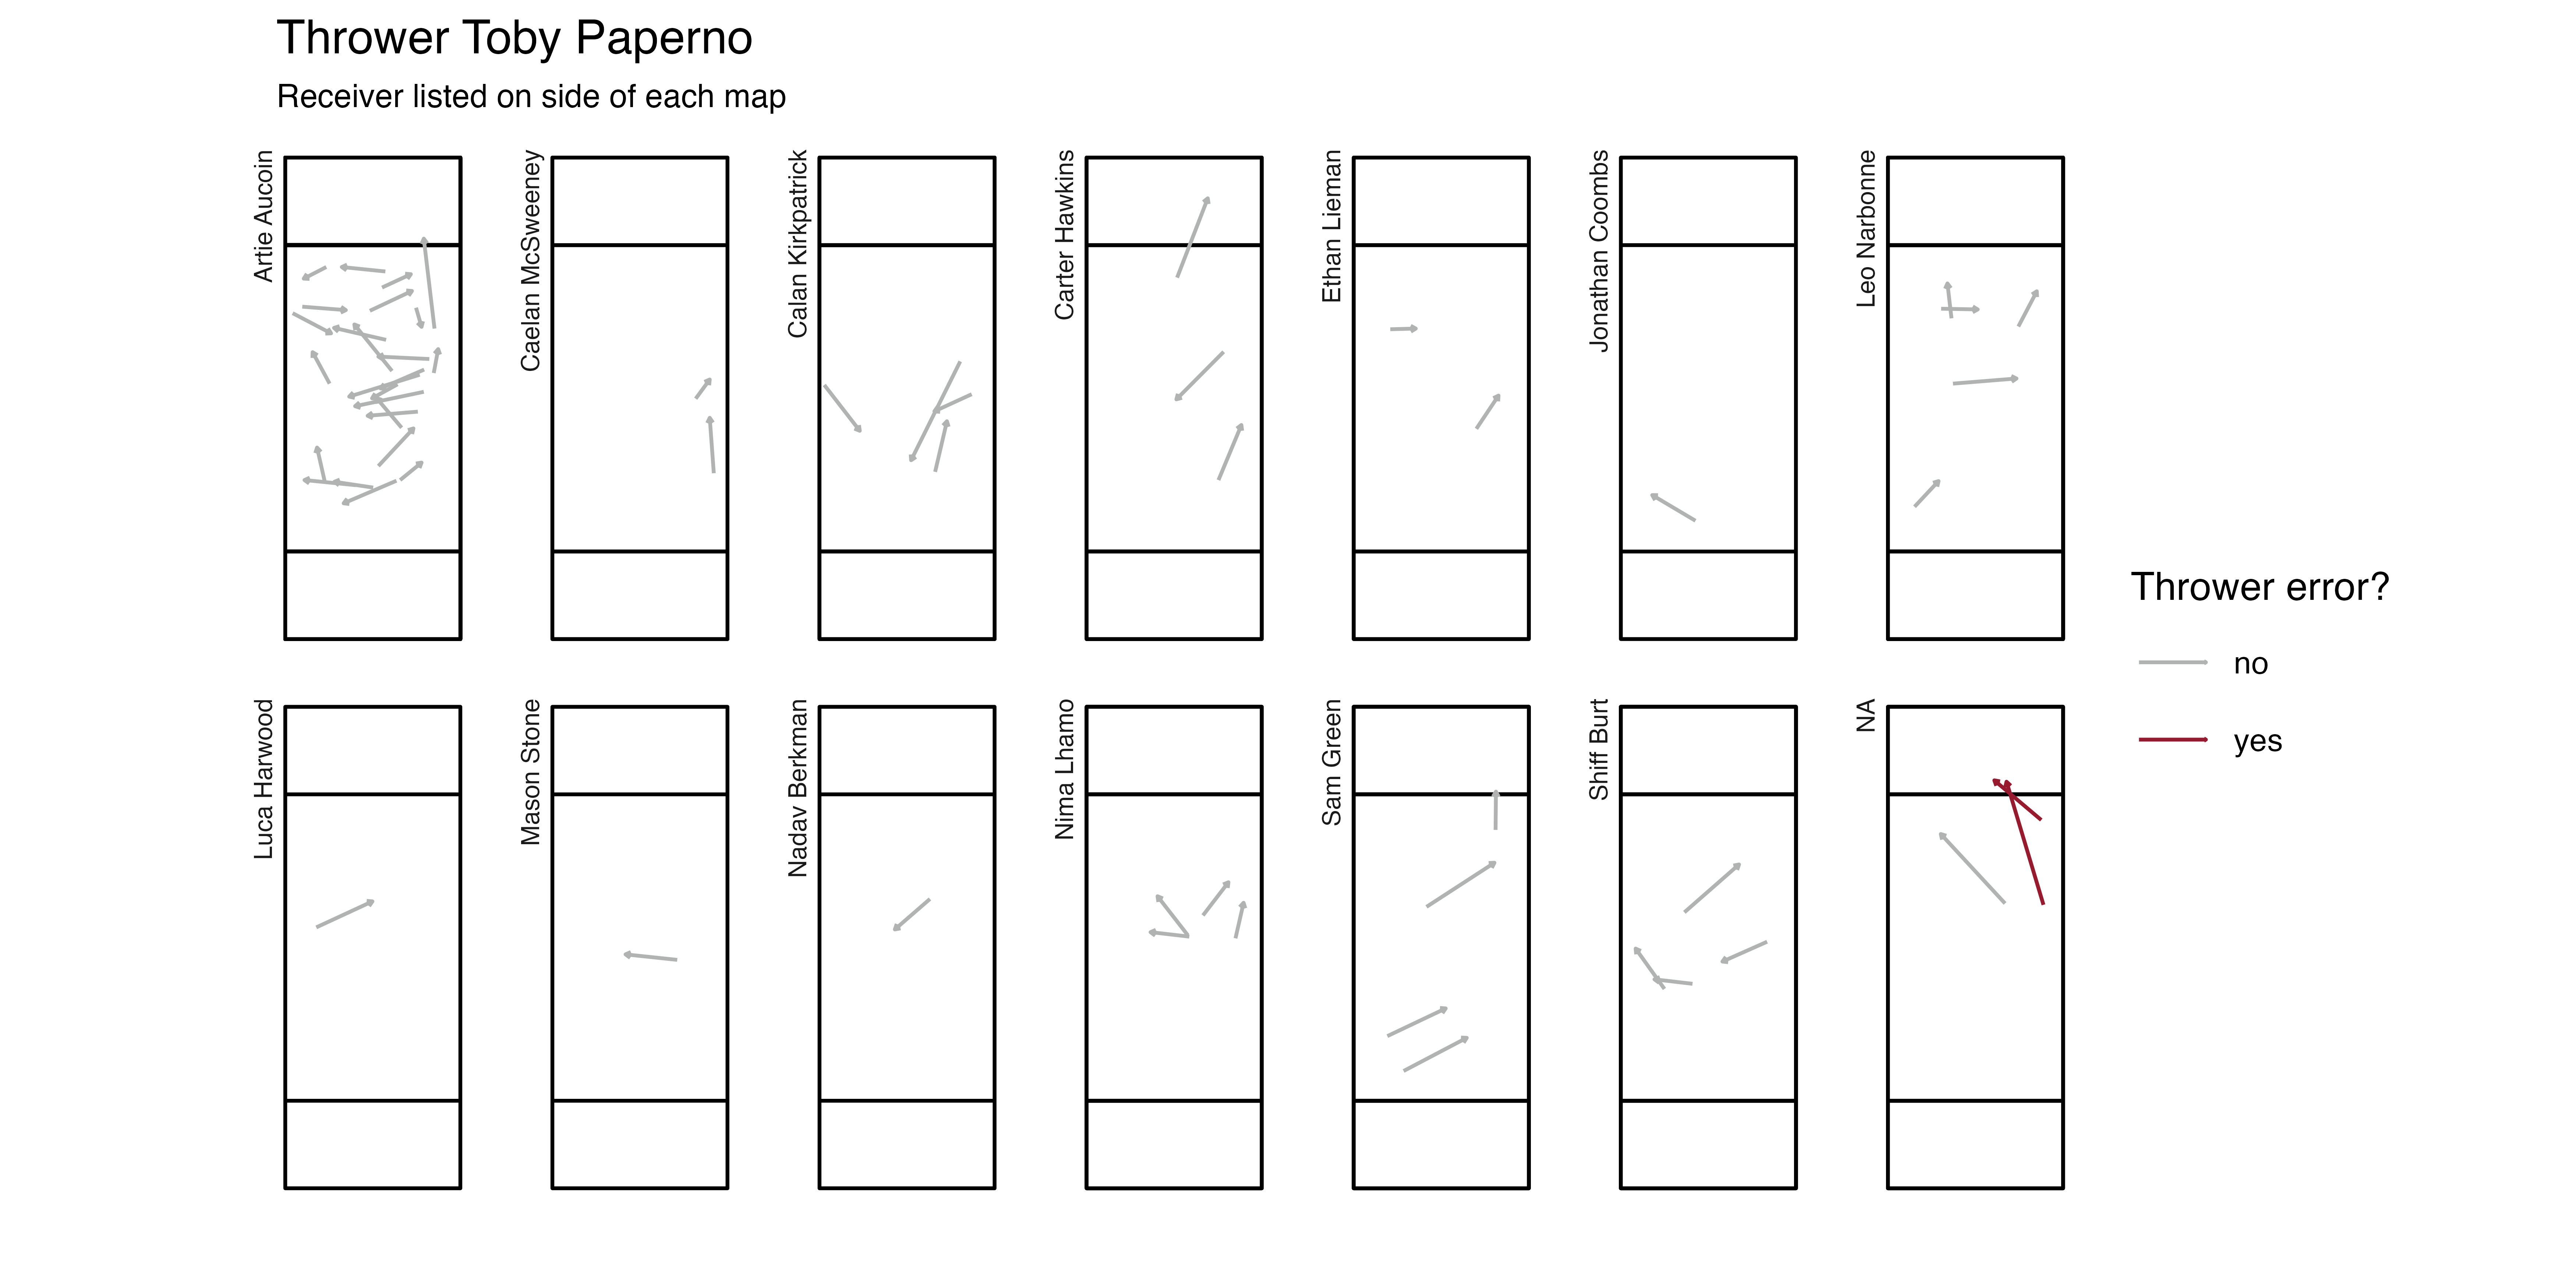 Thrower Toby Paperno
Receiver listed on side of each map
Artie Aucoin
Caelan McSweeney
Calan Kirkpatrick
Carter Hawkins
Ethan Lieman
Jonathan Coombs
Leo Narbonne
Luca Harwood
Mason Stone
Nadav Berkman
Nima Lhamo
Sam Green
Shiff Burt
NA
Thrower error?
no
yes